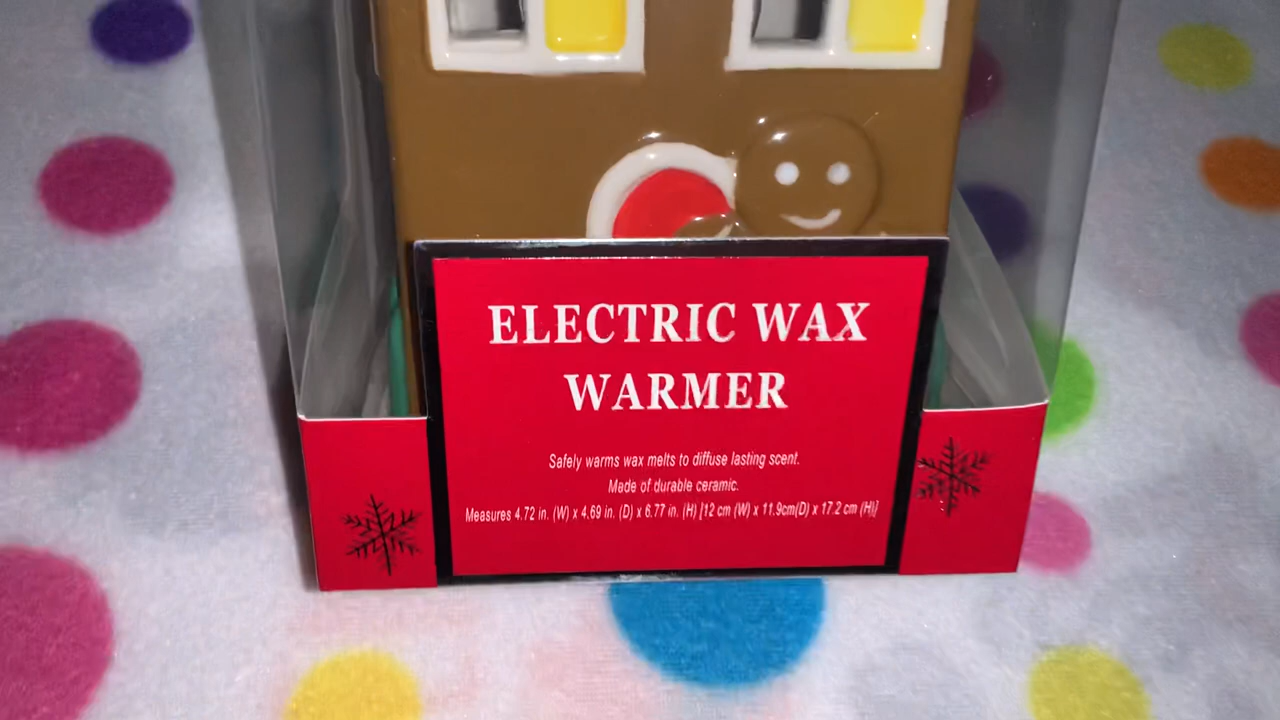 ELECTRIC WAX
WARMER
Safely warms wax melts to diffuse lasting scent.
Made of durable ceramic.
Measures 4.72 in. (W) x 4.69 in. (D) x 6.77 in. (H) [12 cm (W) x 11.9cm(D) x 17.2 cm (H)]